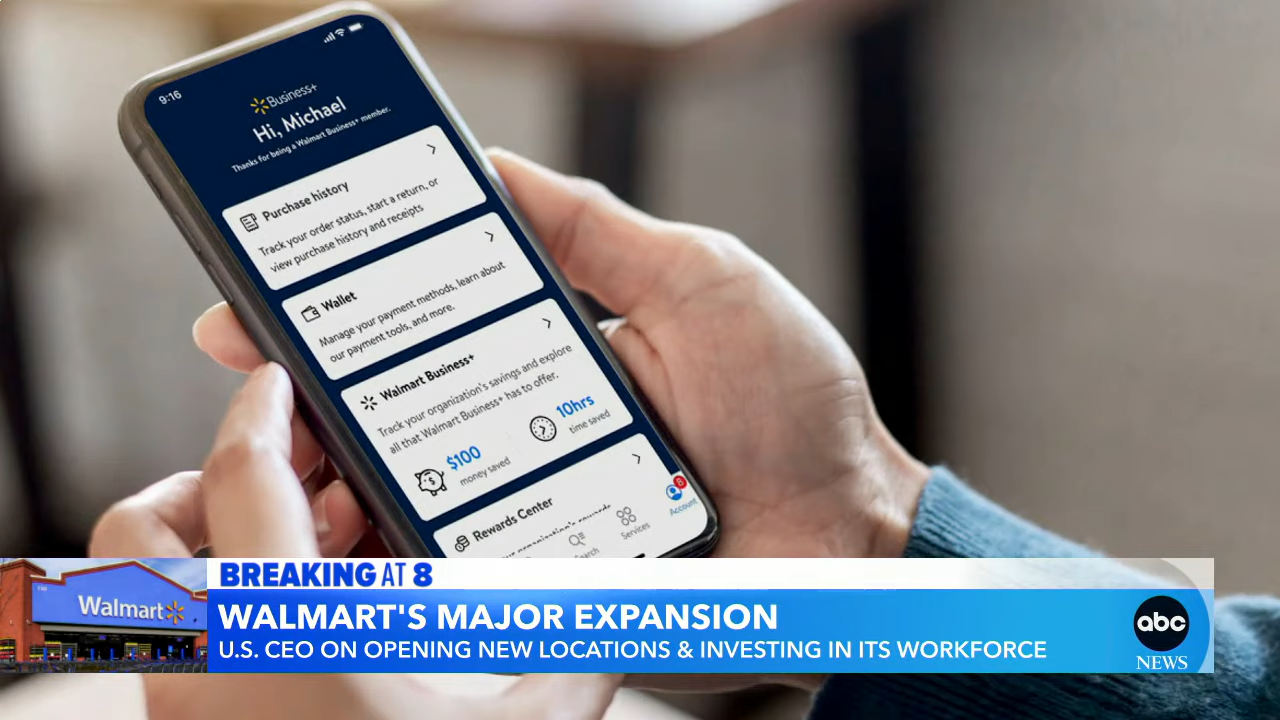 9:16
Business+
Hi, Michael
Thanks for being a Walmart Business+ member.
Purchase history
Track your order status, start a return, or
view purchase history and receipts
Wallet
Manage your payment methods, learn about
our payment tools, and more.
Walmart Business+
Track your organization's savings and explore
all that Walmart Business+ has to offer.
$100
money saved
10hrs
time saved
Rewards Center
organization's rewards
Search
Services
8
Account
Walmart
BREAKING AT 8
WALMART'S MAJOR EXPANSION
U.S. CEO ON OPENING NEW LOCATIONS & INVESTING IN ITS WORKFORCE
abc
NEWS